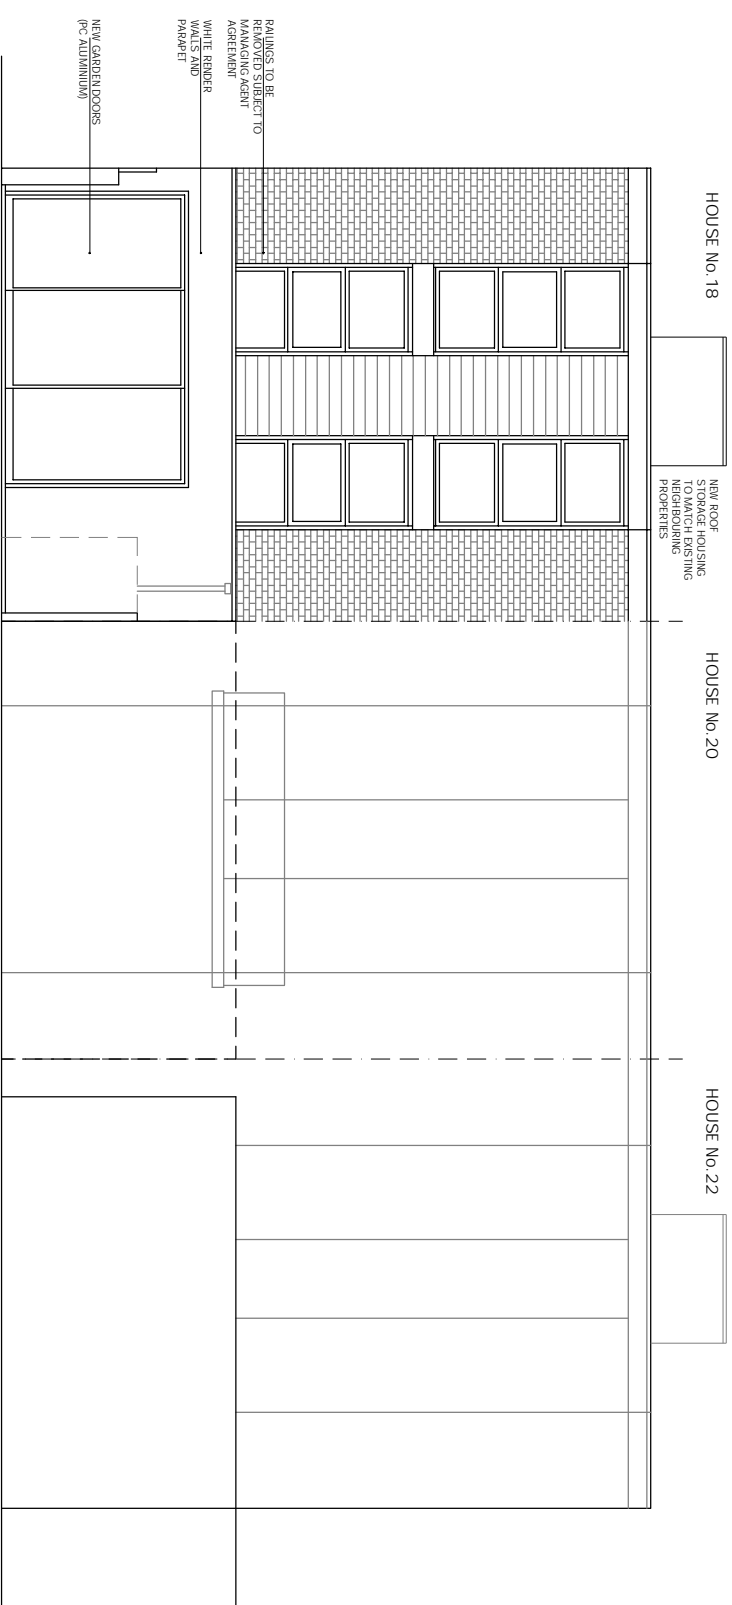 HOUSE No. 18
HOUSE No. 20
HOUSE No. 22
NEW ROOF
STORAGE HOUSING
TO MATCH EXISTING
NEIGHBOURING
PROPERTIES
RAILINGS TO BE
REMOVED SUBJECT TO
MANAGING AGENT
AGREEMENT
WHITE RENDER
WALLS AND
PARAPET
NEW GARDEN DOORS
(PC ALUMINIUM)